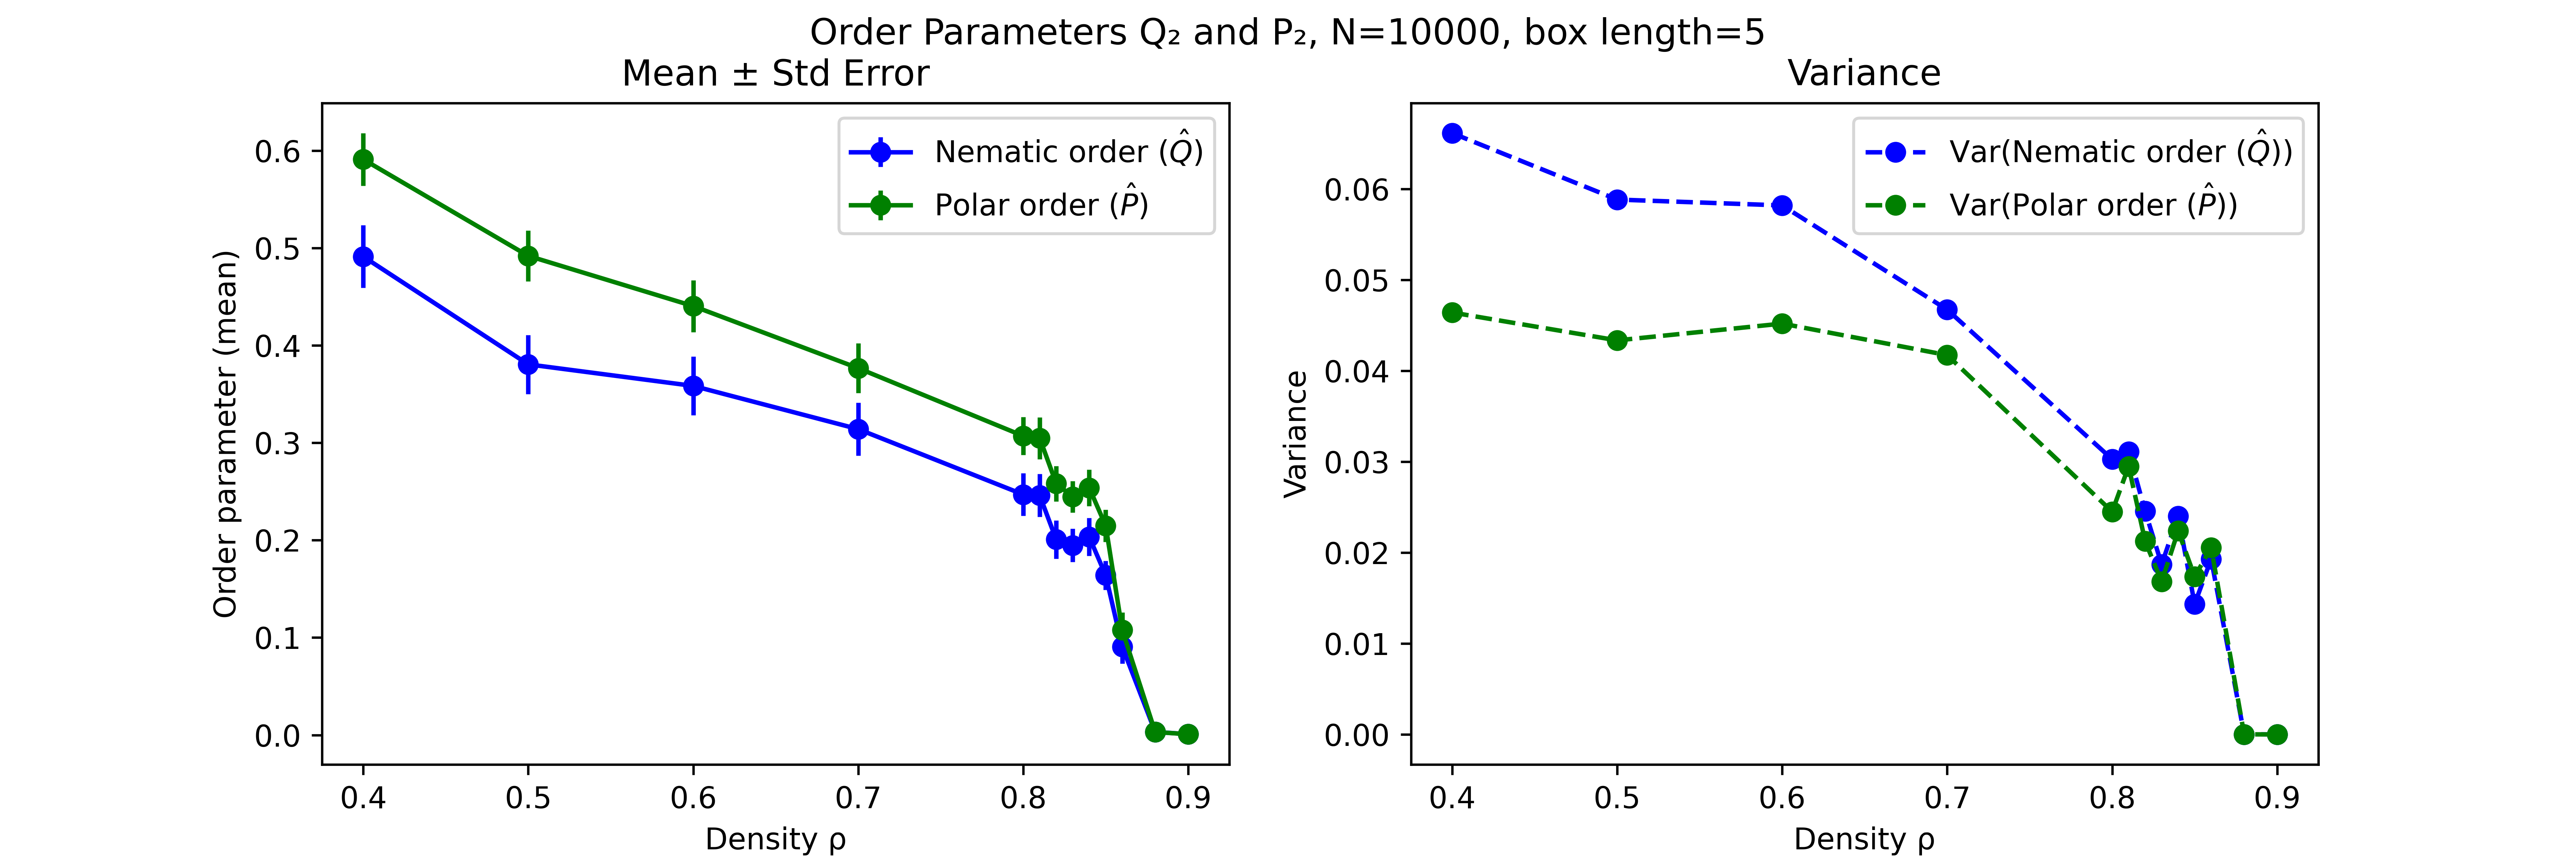 Order Parameters Q₂ and P₂, N=10000, box length=5
Mean ± Std Error
Order parameter (mean)
0.6
0.5
0.4
0.3
0.2
0.1
0.0
Nematic order (Q̂)
Polar order (P̂)
0.4 0.5 0.6 0.7 0.8 0.9
Density ρ
Variance
Variance
0.06
0.05
0.04
0.03
0.02
0.01
0.00
Var(Nematic order (Q̂))
Var(Polar order (P̂))
0.4 0.5 0.6 0.7 0.8 0.9
Density ρ